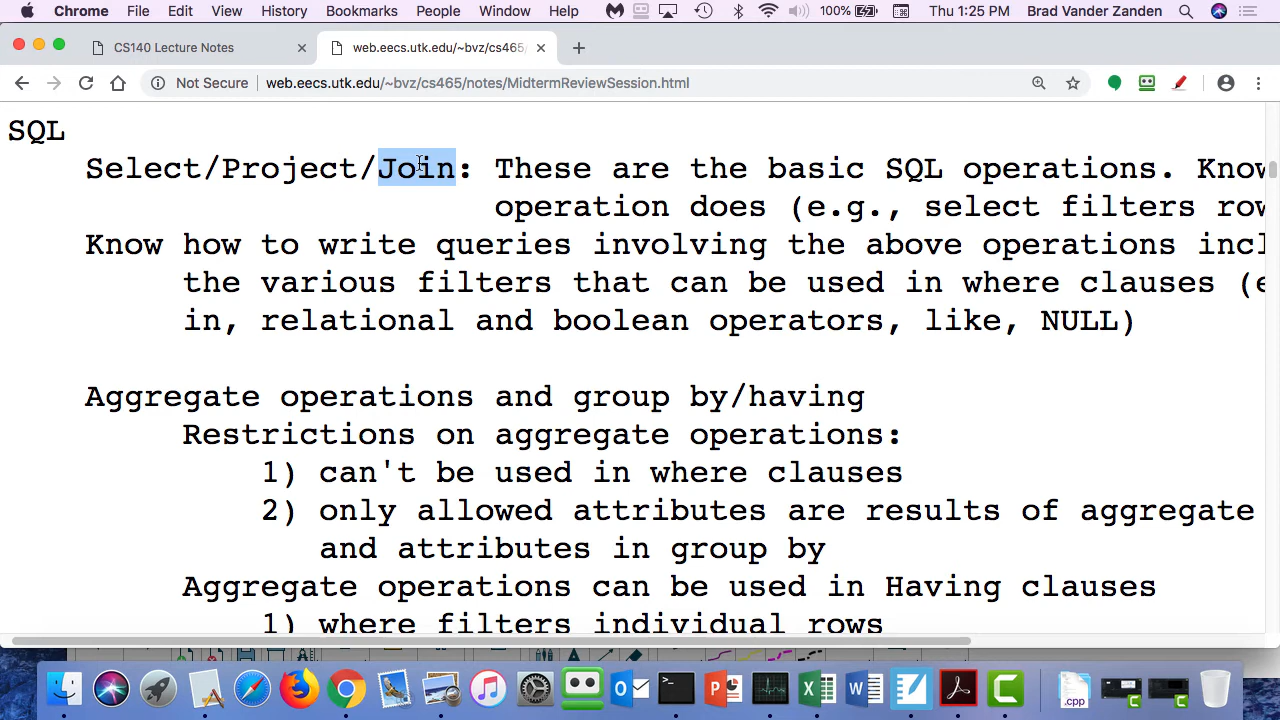 Chrome File Edit View History Bookmarks People Window Help 100% Thu 1:25 PM Brad Vander Zanden
CS140 Lecture Notes web.eecs.utk.edu/~bvz/cs465/
Not Secure web.eecs.utk.edu/~bvz/cs465/notes/MidtermReviewSession.html
SQL
Select/Project/Join: These are the basic SQL operations. Know
operation does (e.g., select filters row
Know how to write queries involving the above operations incl
the various filters that can be used in where clauses (e
in, relational and boolean operators, like, NULL)
Aggregate operations and group by/having
Restrictions on aggregate operations:
1) can't be used in where clauses
2) only allowed attributes are results of aggregate
and attributes in group by
Aggregate operations can be used in Having clauses
1) where filters individual rows
.cpp